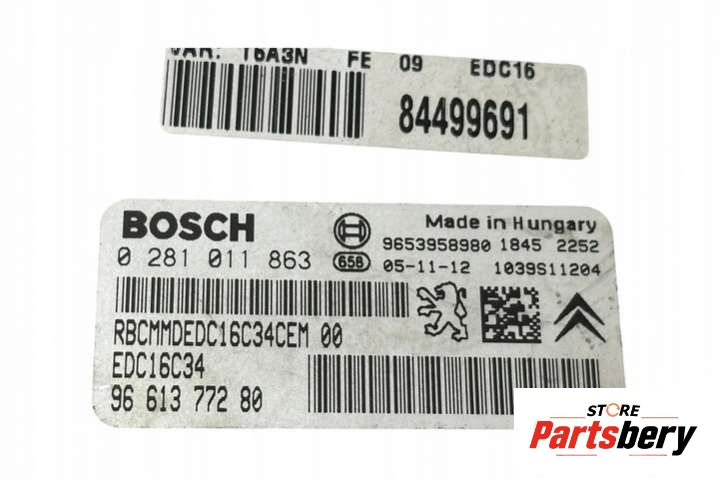 VAR: 16A3N FE 09 EDC16
84499691
BOSCH
Made in Hungary
9653958980 1845 2252
0 281 011 863
658
05-11-12 1039S11204
RBCMMDEDC16C34CEM 00
EDC16C34
96 613 772 80
STORE
Partsbery